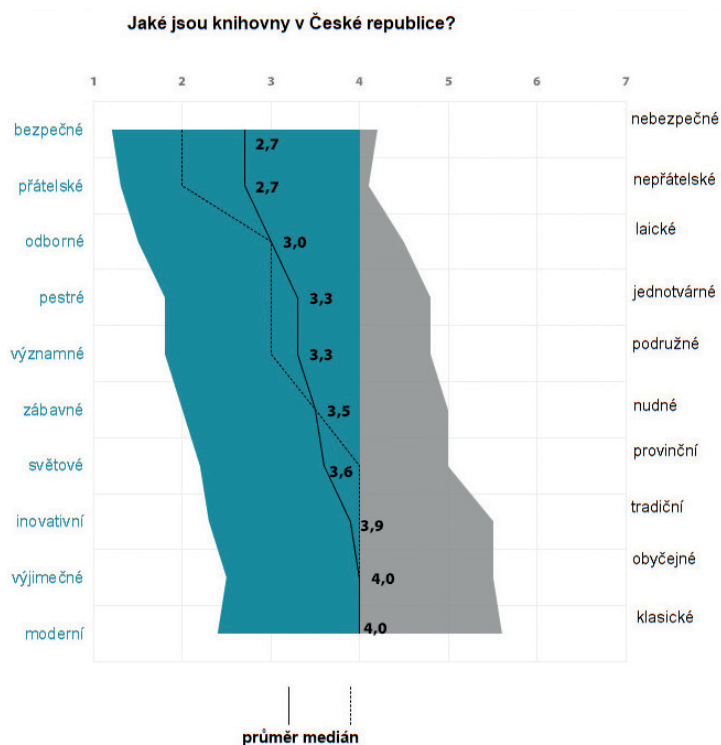 Jaké jsou knihovny v České republice?
1 2 3 4 5 6 7
bezpečné nebezpečné
2,7
přátelské 2,7 nepřátelské
odborné 3,0 laické
pestré 3,3 jednotvárné
významné 3,3 podružné
zábavné 3,5 nudné
světové 3,6 provinční
inovativní 3,9 tradiční
výjimečné 4,0 obyčejné
moderní 4,0 klasické
průměr medián